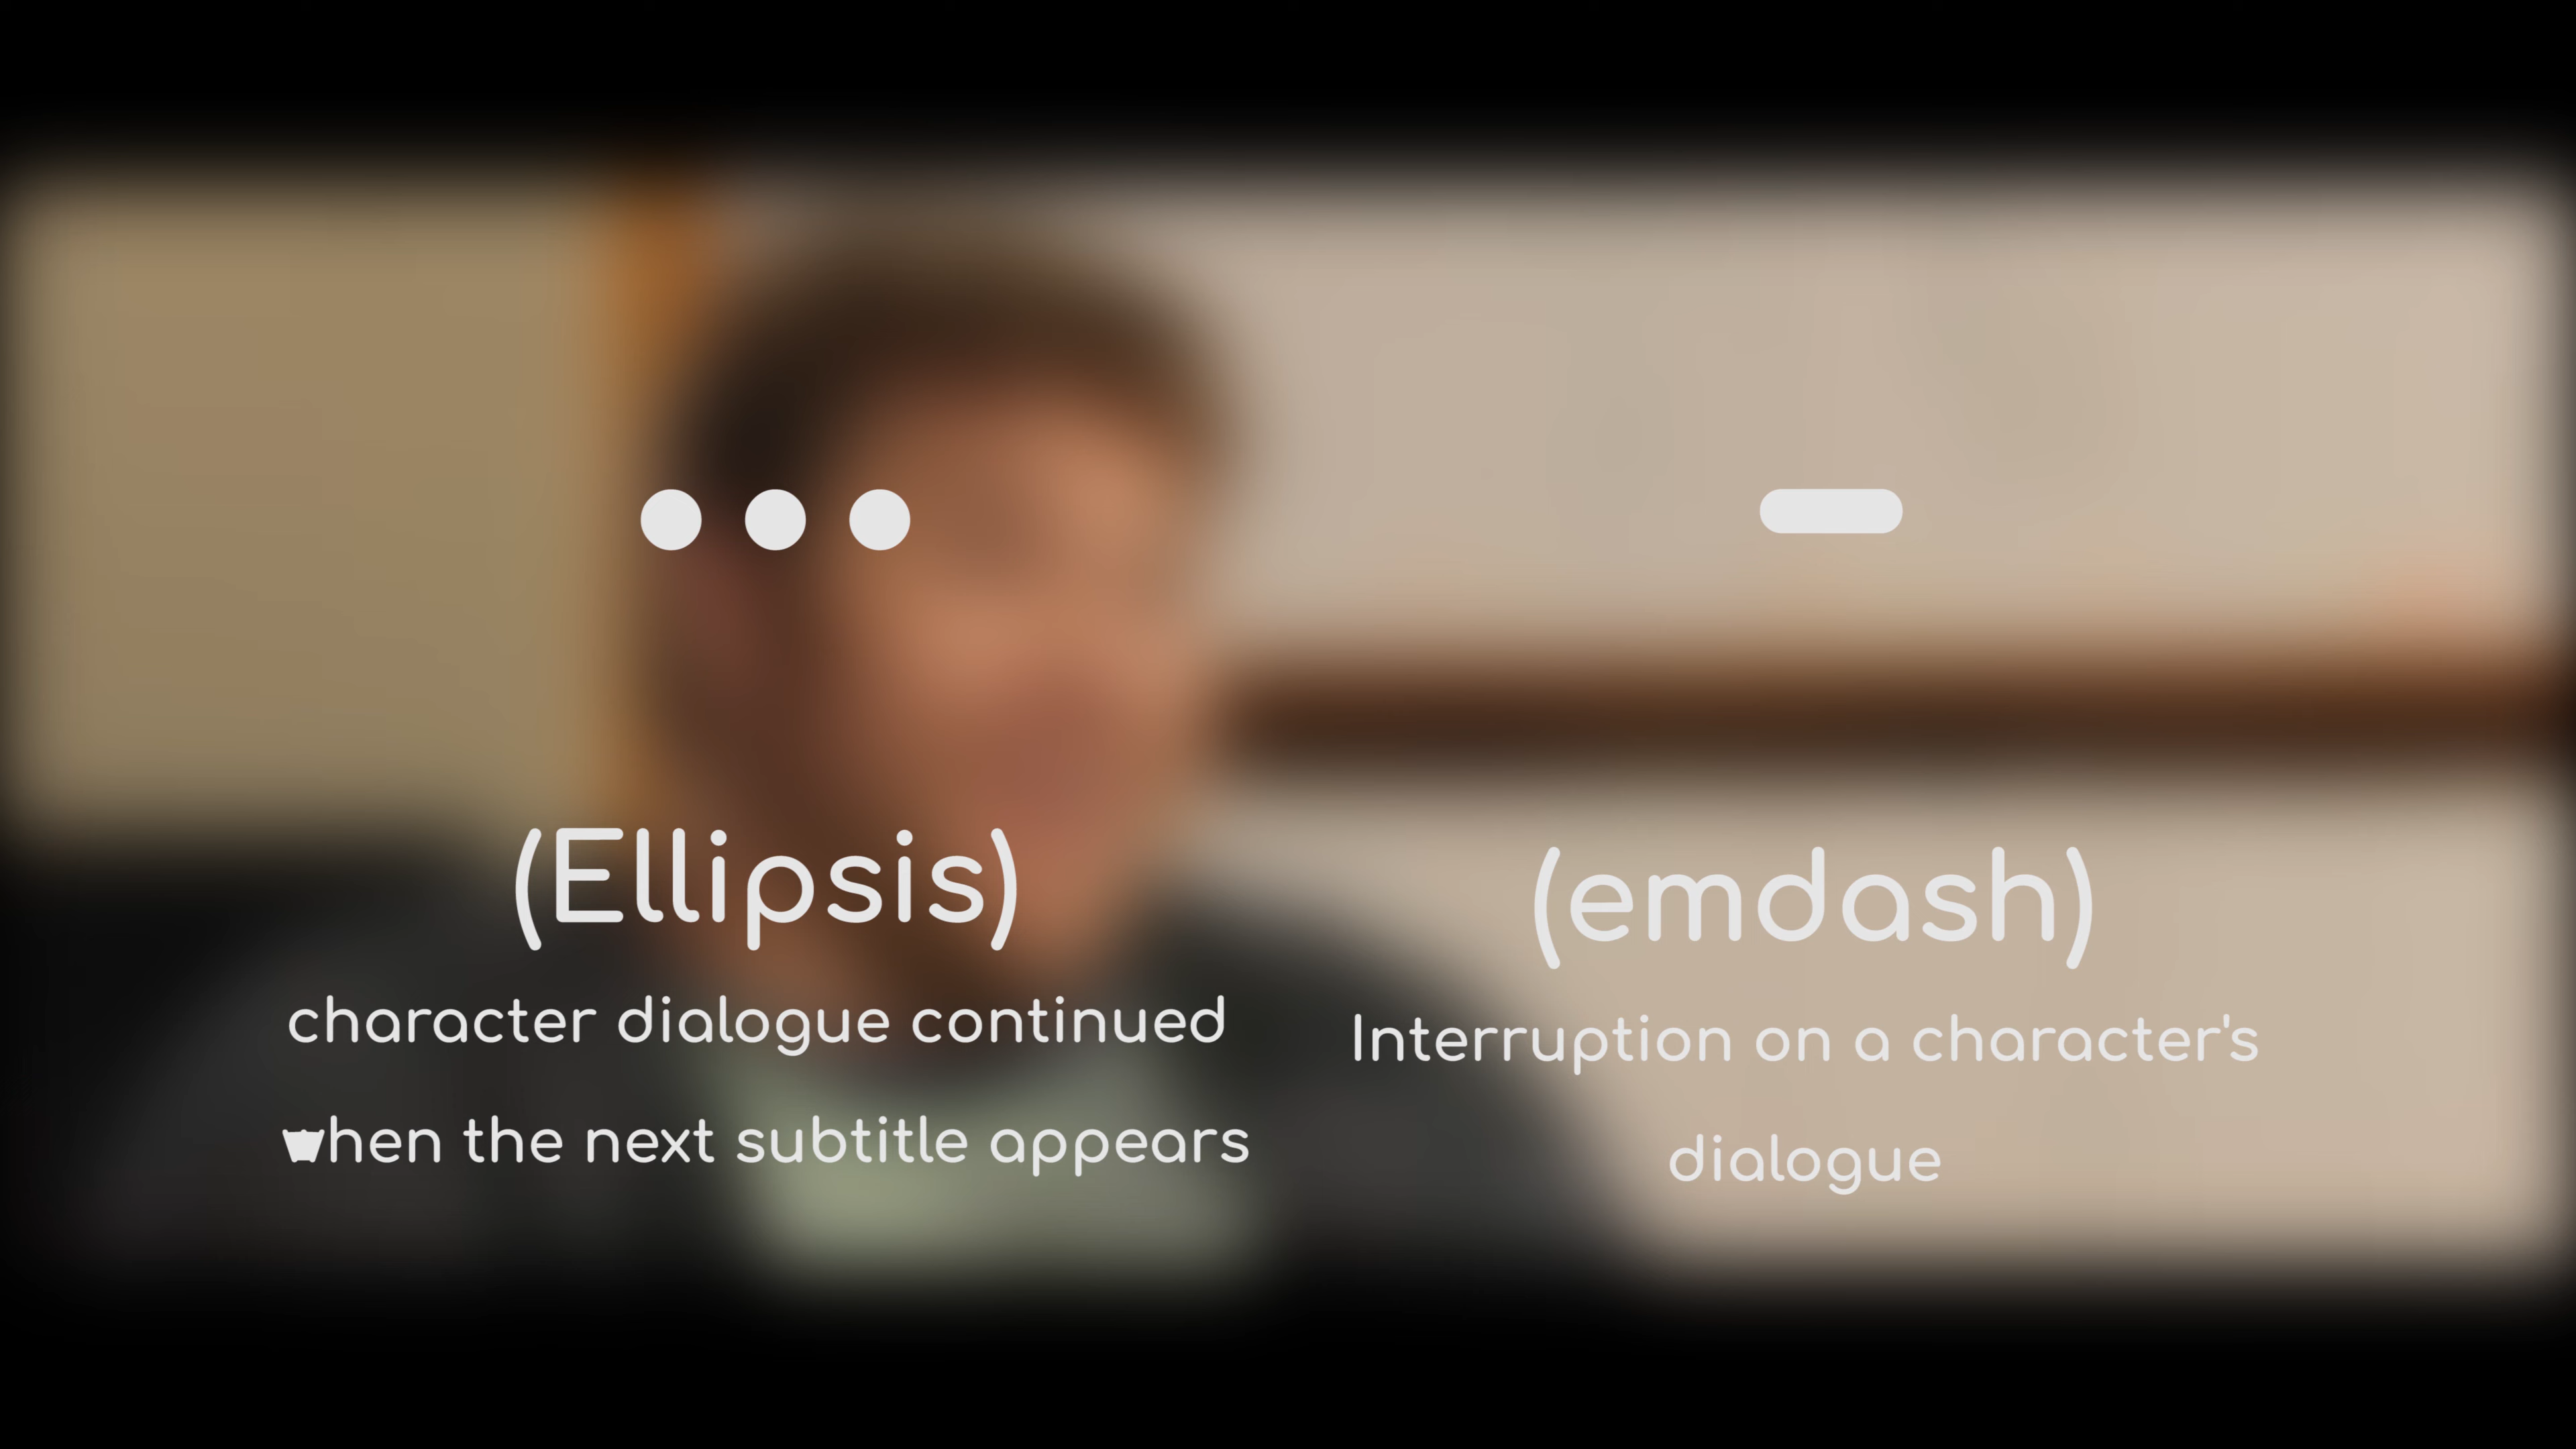 ...
(Ellipsis)
character dialogue continued
when the next subtitle appears
-
(emdash)
Interruption on a character's
dialogue